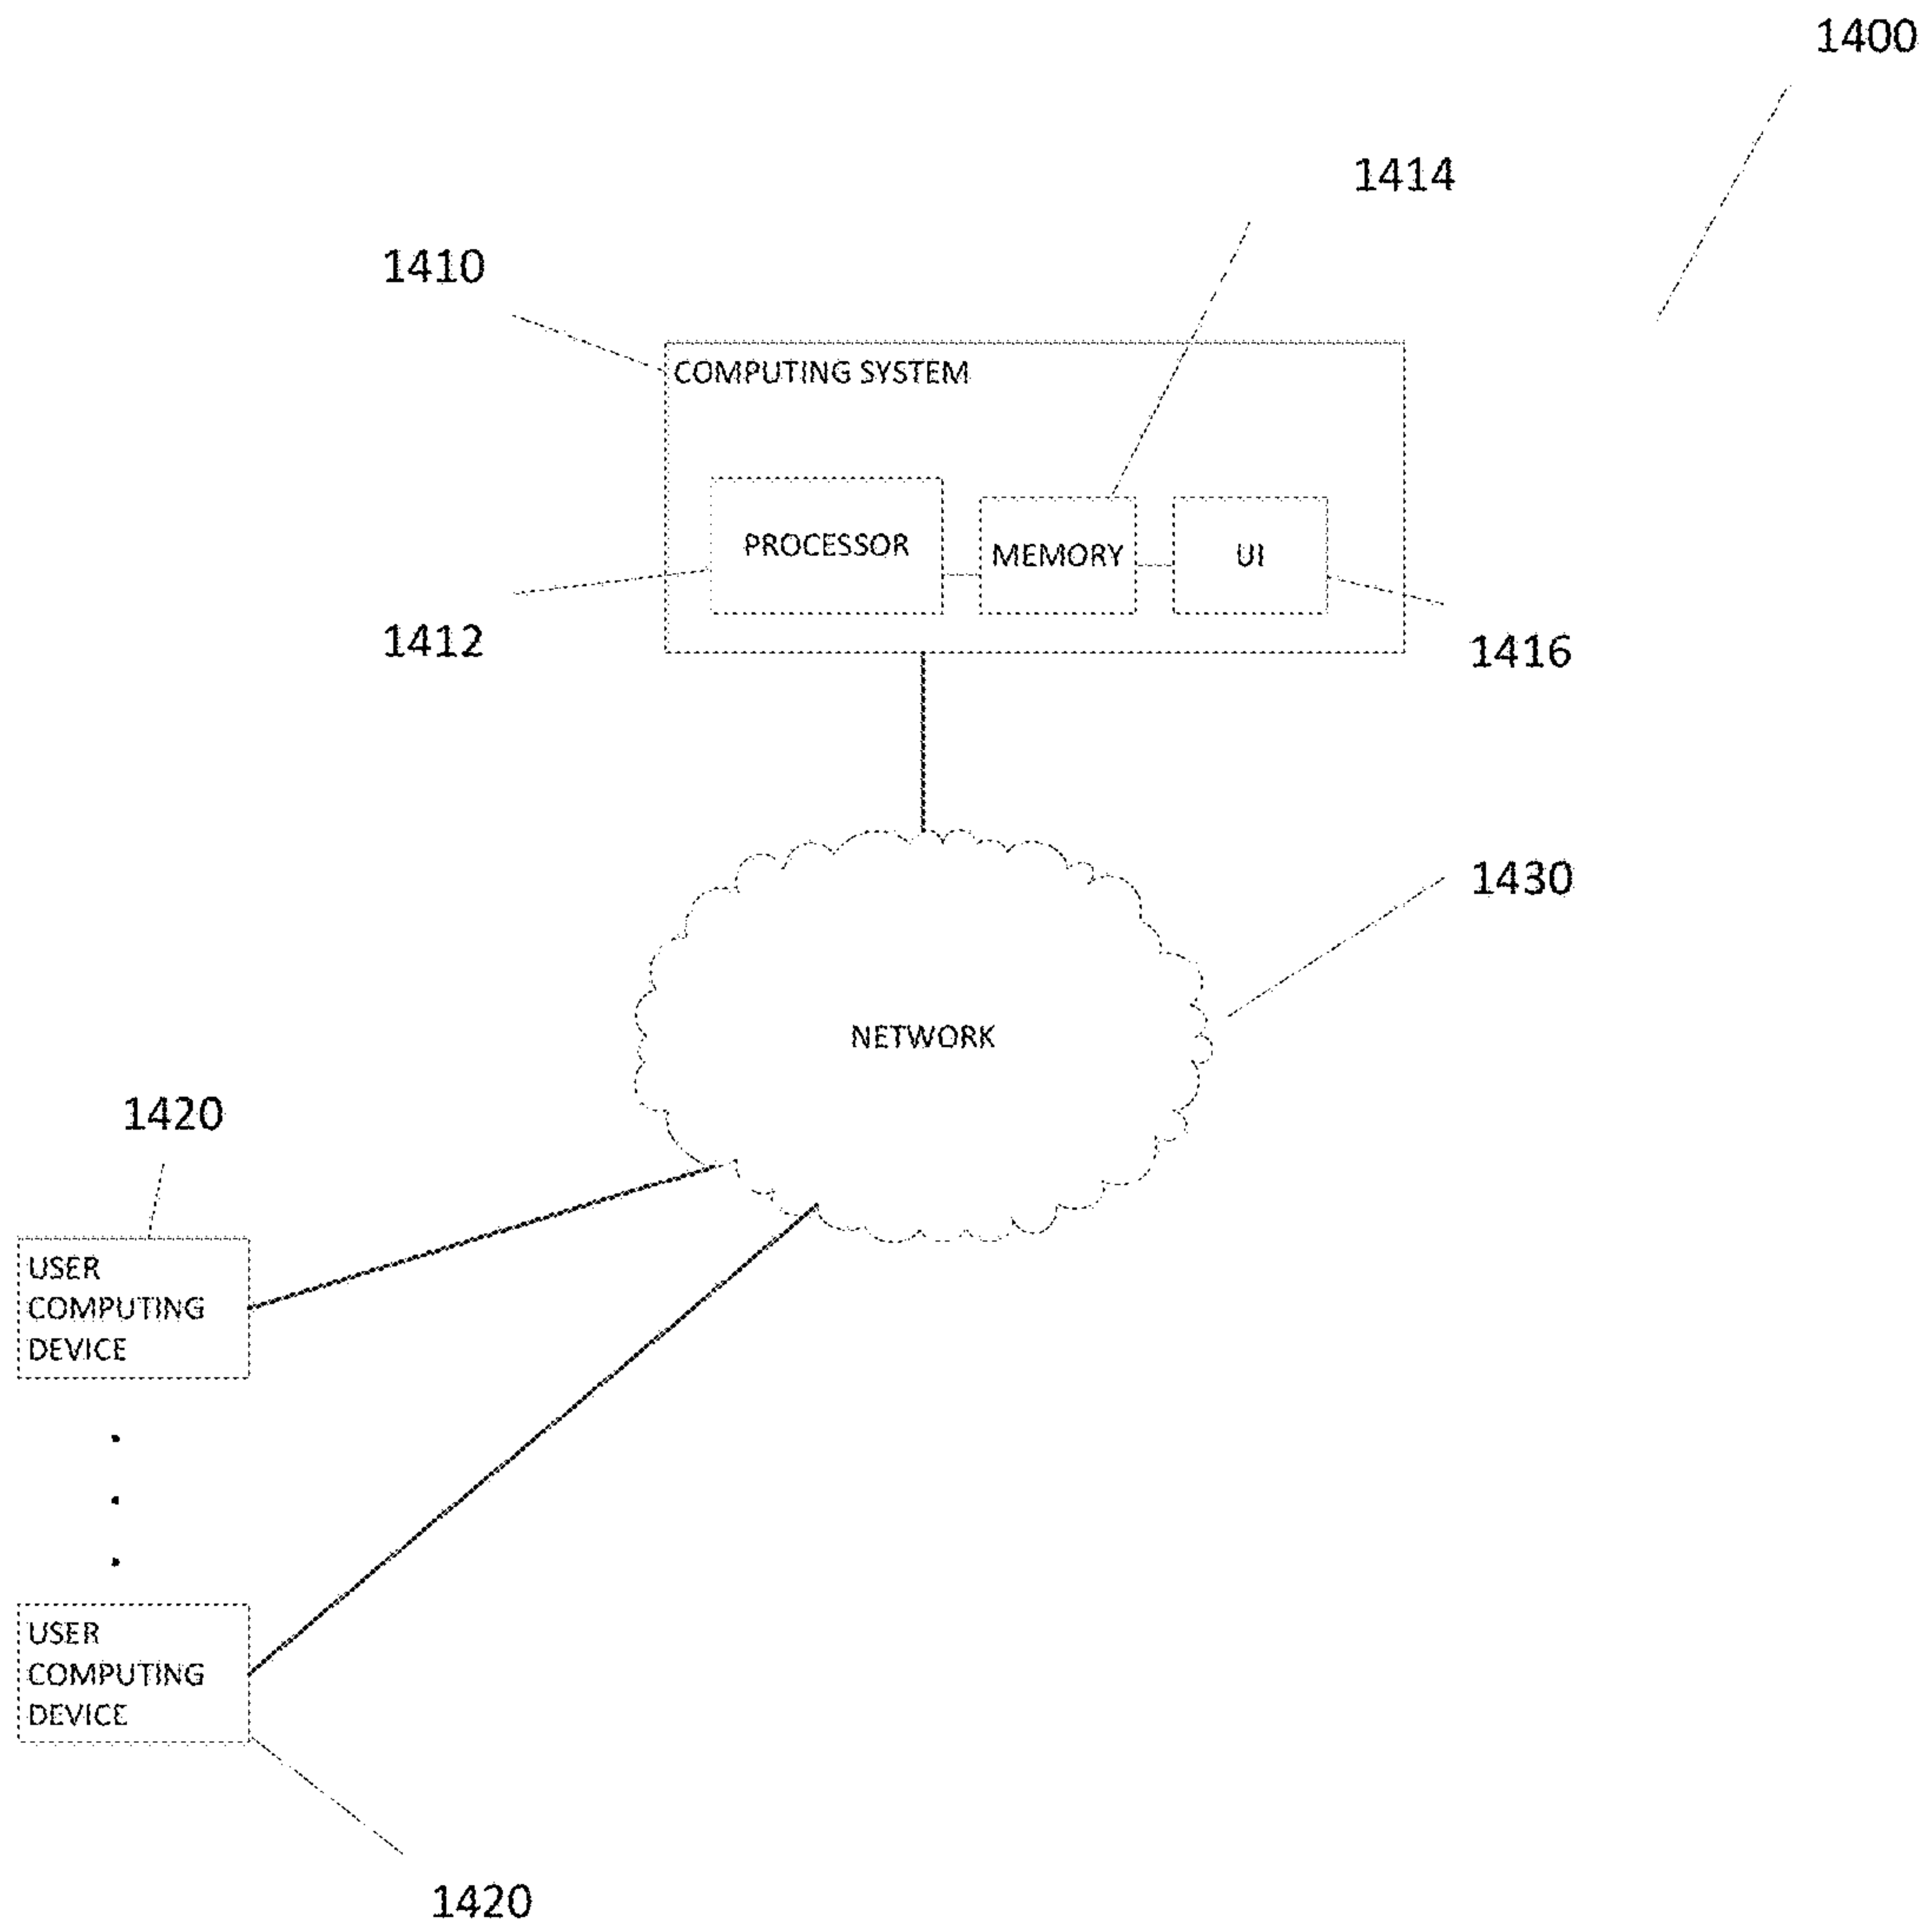 1400
1414
1410
COMPUTING SYSTEM
PROCESSOR
MEMORY
UI
1412
1416
1430
NETWORK
1420
USER
COMPUTING
DEVICE
USER
COMPUTING
DEVICE
1420